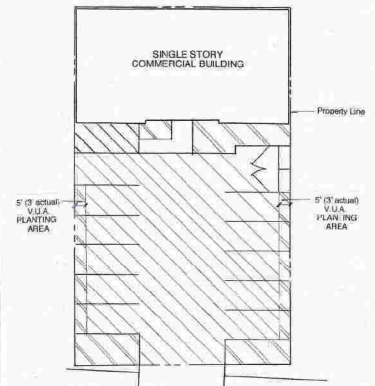 SINGLE STORY
COMMERCIAL BUILDING
Property Line
5' (3' actual)
V.U.A.
PLANTING
AREA
5' (3' actual)
V.U.A.
PLANTING
AREA